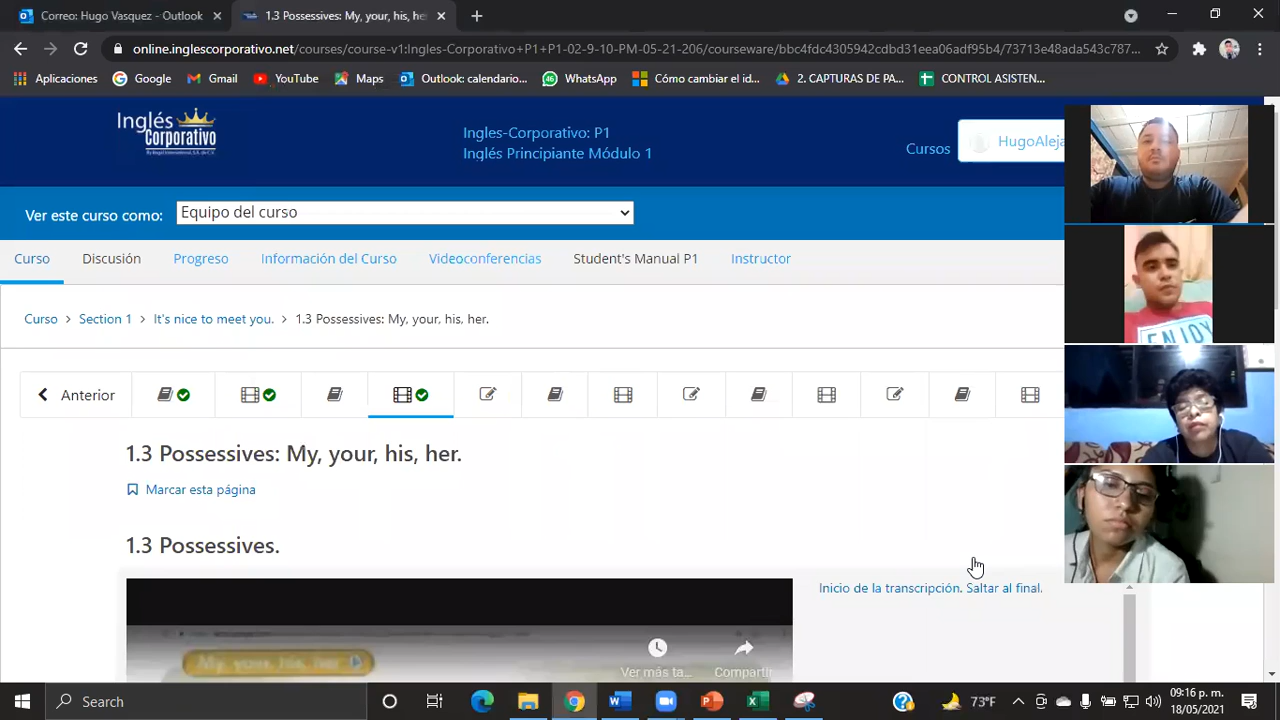 Correo: Hugo Vasquez - Outlook
1.3 Possessives: My, your, his, he
online.inglescorporativo.net/courses/course-v1:Ingles-Corporativo+P1+P1-02-9-10-PM-05-21-206/courseware/bbc4fdc4305942cdbd31eea06adf95b4/73713e48ada543c787...
Aplicaciones
Google
Gmail
YouTube
Maps
Outlook: calendario...
46
WhatsApp
Cómo cambiar el id...
2. CAPTURAS DE PA...
CONTROL ASISTEN...
Inglés
Corporativo
Ingles-Corporativo: P1
Inglés Principiante Módulo 1
Cursos
HugoAleja
Ver este curso como:
Equipo del curso
Curso
Discusión
Progreso
Información del Curso
Videoconferencias
Student's Manual P1
Instructor
Curso > Section 1 > It's nice to meet you. > 1.3 Possessives: My, your, his, her.
Anterior
1.3 Possessives: My, your, his, her.
Marcar esta página
1.3 Possessives.
Inicio de la transcripción. Saltar al final.
My, your, his, her
Ver más ta...
Compartir
ENJOY
Search
73°F
09:16 p. m.
18/05/2021